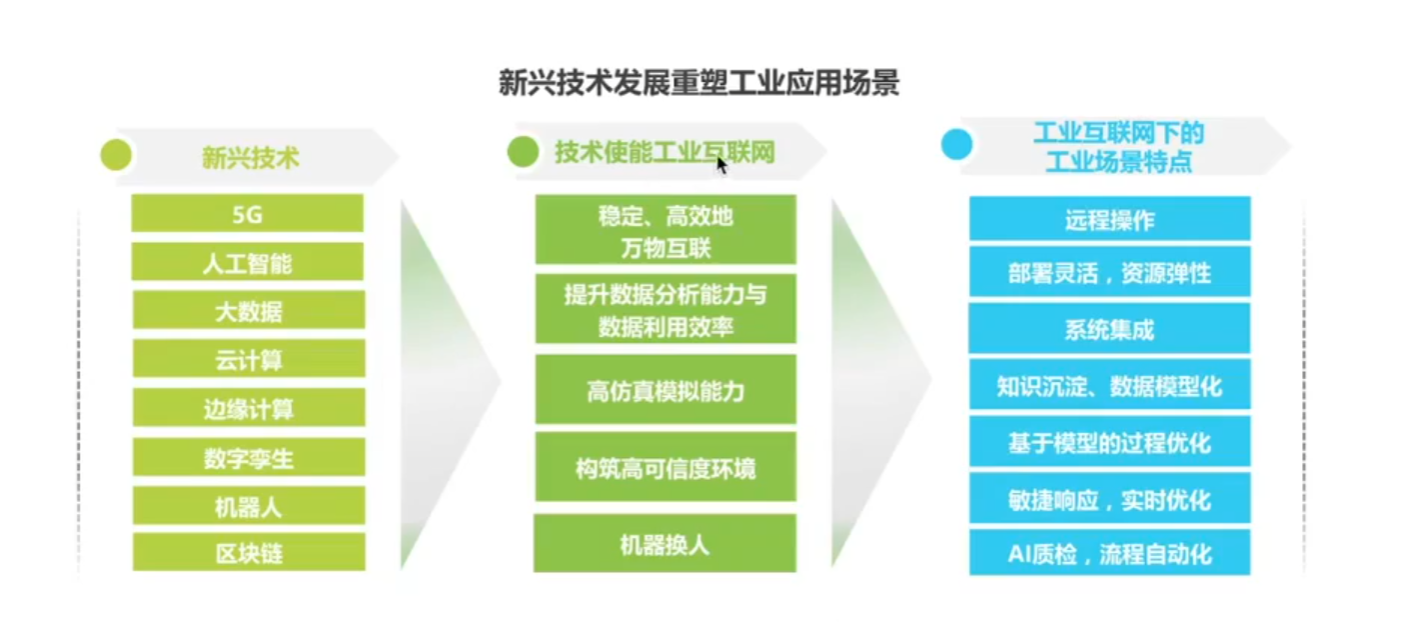 新兴技术发展重塑工业应用场景
新兴技术
5G
人工智能
大数据
云计算
边缘计算
数字孪生
机器人
区块链
技术使能工业互联网
稳定、高效地
万物互联
提升数据分析能力与
数据利用效率
高仿真模拟能力
构筑高可信度环境
机器换人
工业互联网下的
工业场景特点
远程操作
部署灵活，资源弹性
系统集成
知识沉淀、数据模型化
基于模型的过程优化
敏捷响应，实时优化
AI质检，流程自动化